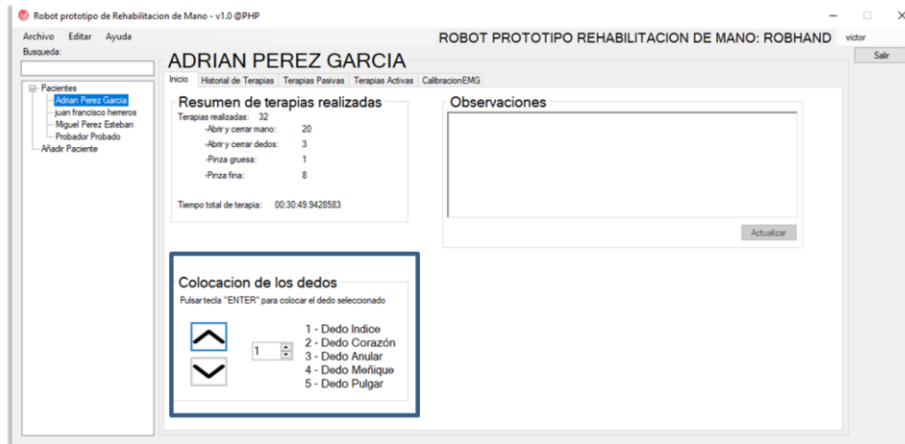 Robot prototipo de Rehabilitacion de Mano - v1.0 @PHP
Archivo Editar Ayuda
ROBOT PROTOTIPO REHABILITACION DE MANO: ROBHAND
victor
Busqueda:
Salir
Pacientes
Adrian Perez Garcia
juan francisco herreros
Miguel Perez Esteban
Probador Probado
Añadir Paciente
ADRIAN PEREZ GARCIA
Inicio Historial de Terapias Terapias Pasivas Terapias Activas CalibracionEMG
Resumen de terapias realizadas
Terapias realizadas: 32
-Abrir y cerrar mano: 20
-Abrir y cerrar dedos: 3
-Pinza gruesa: 1
-Pinza fina: 8
Tiempo total de terapia: 00:30:49.9428583
Observaciones
Actualizar
Colocacion de los dedos
Pulsar tecla "ENTER" para colocar el dedo seleccionado
1
1 - Dedo Indice
2 - Dedo Corazón
3 - Dedo Anular
4 - Dedo Meñique
5 - Dedo Pulgar